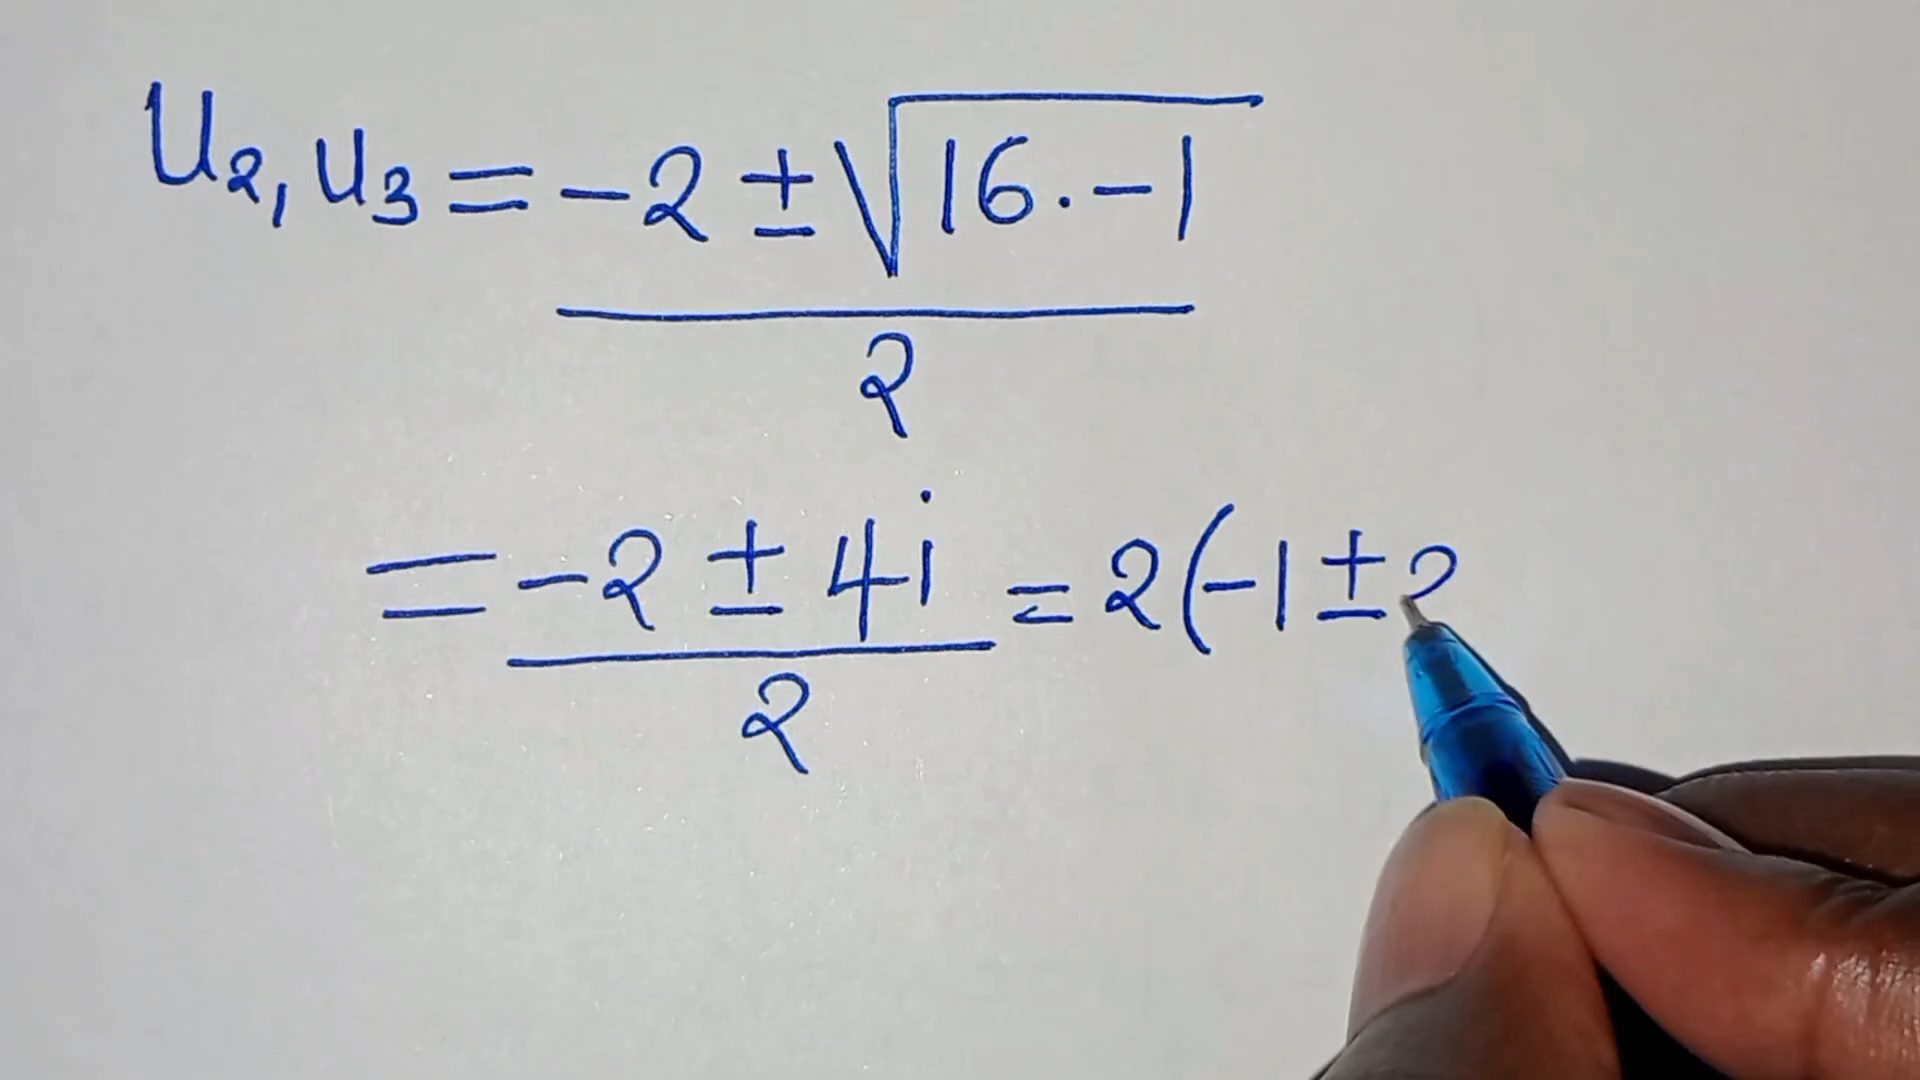 U₂, U₃ = -2 ± √16 · -1
2
= -2 ± 4i = 2(-1 ± 2
2